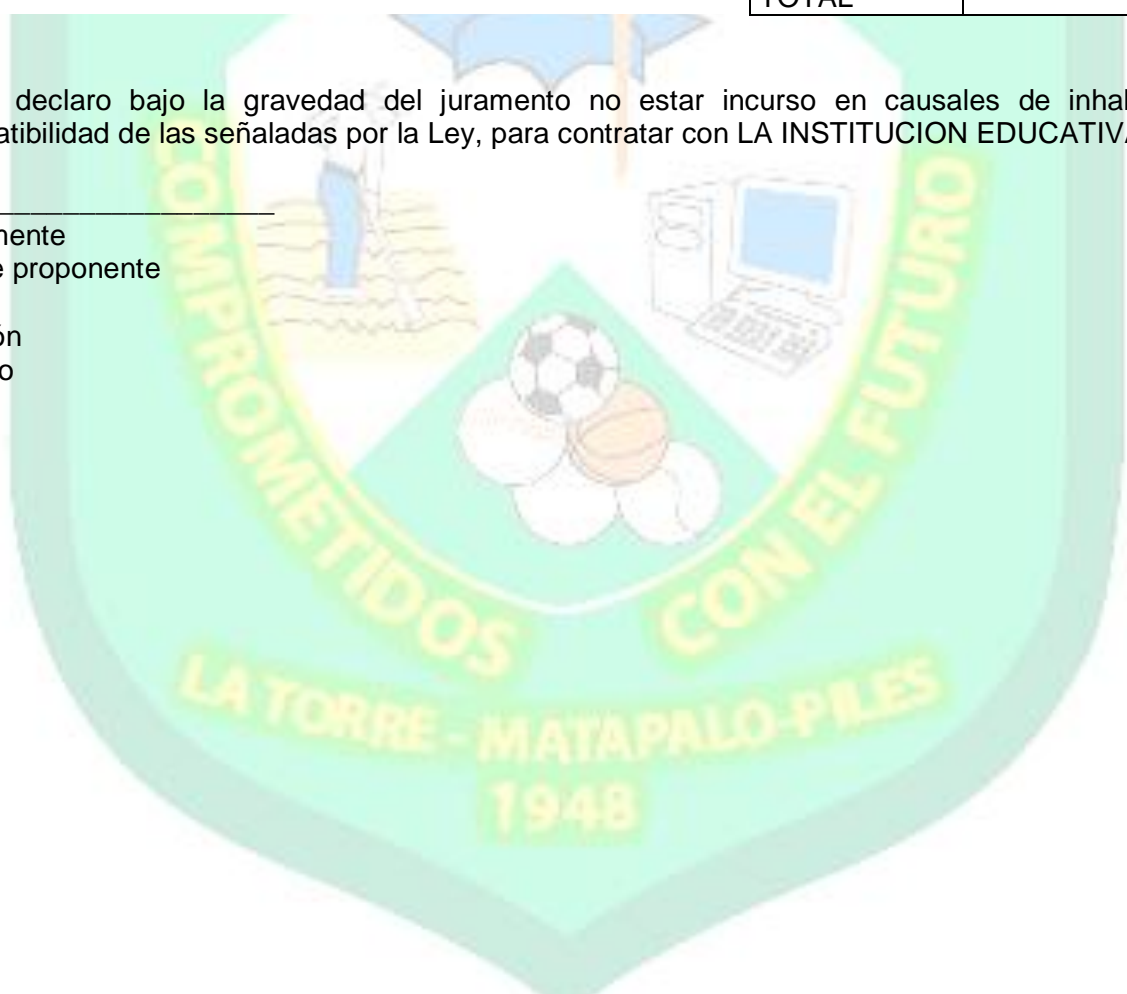 TOTAL
declaro bajo la gravedad del juramento no estar incurso en causales de inhal
atibilidad de las señaladas por la Ley, para contratar con LA INSTITUCION EDUCATIVA
_________________
nente
e proponente
ón
o
COMPROMETIDOS
CON EL FUTURO
LA TORRE - MATAPALO-PILES
1948